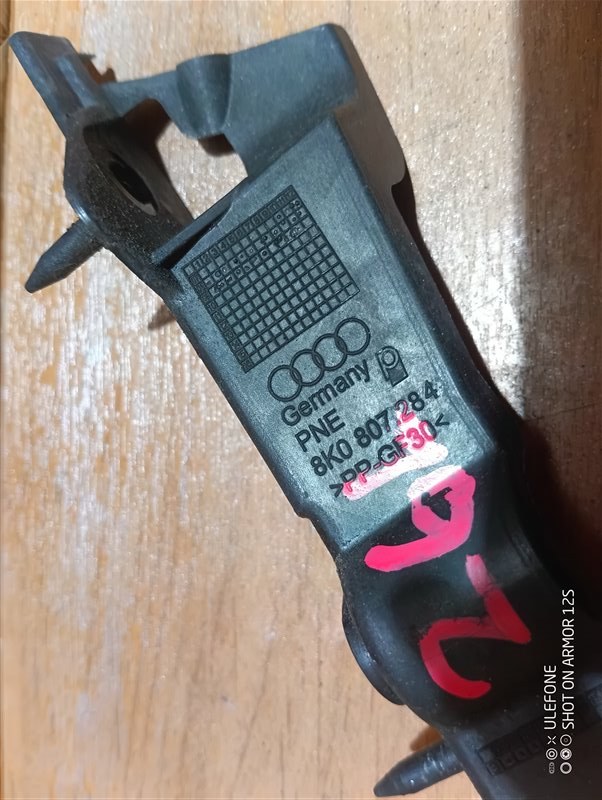 Germany
PNE
8K0 807 284
>PP-GF30<
ULEFONE
SHOT ON ARMOR 12S